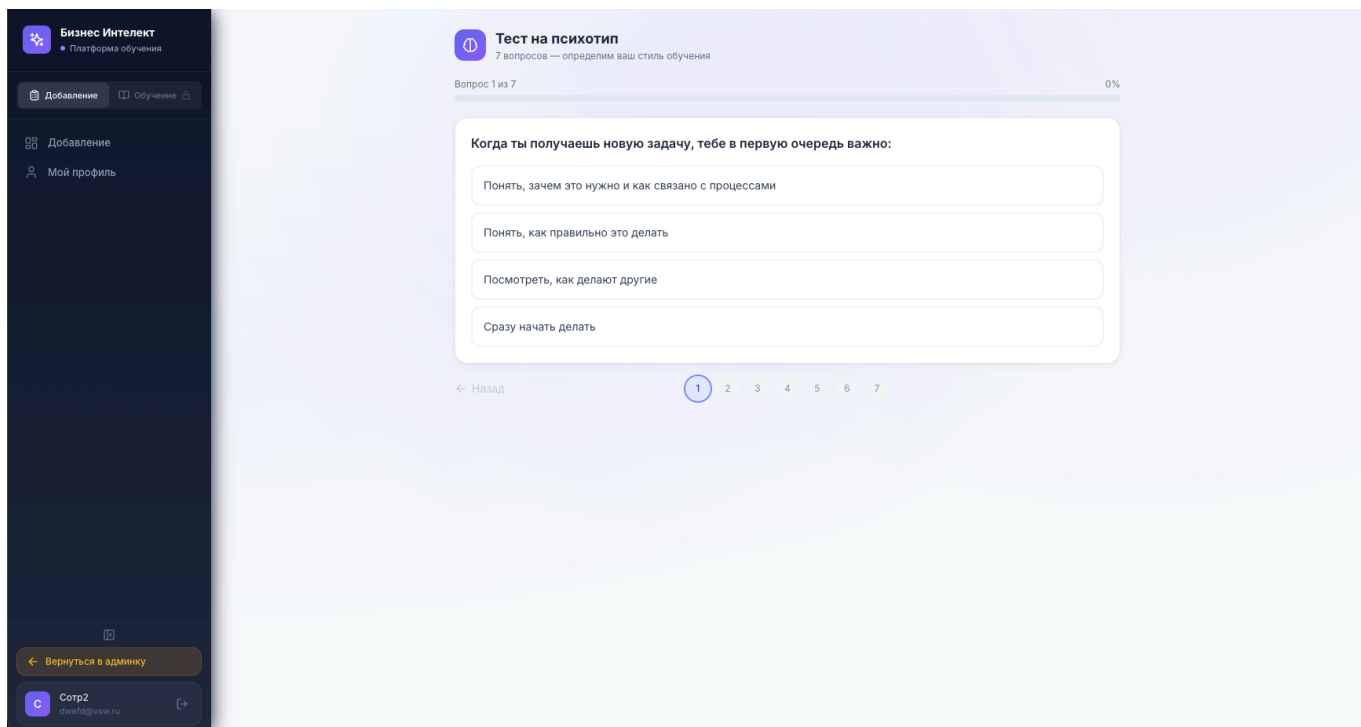 Бизнес Интелект
Платформа обучения
Добавление
Обучение
Добавление
Мой профиль
Вернуться в админку
С
Сотр2
dwefd@vsw.ru
Тест на психотип
7 вопросов — определим ваш стиль обучения
Вопрос 1 из 7
0%
Когда ты получаешь новую задачу, тебе в первую очередь важно:
Понять, зачем это нужно и как связано с процессами
Понять, как правильно это делать
Посмотреть, как делают другие
Сразу начать делать
← Назад
1 2 3 4 5 6 7